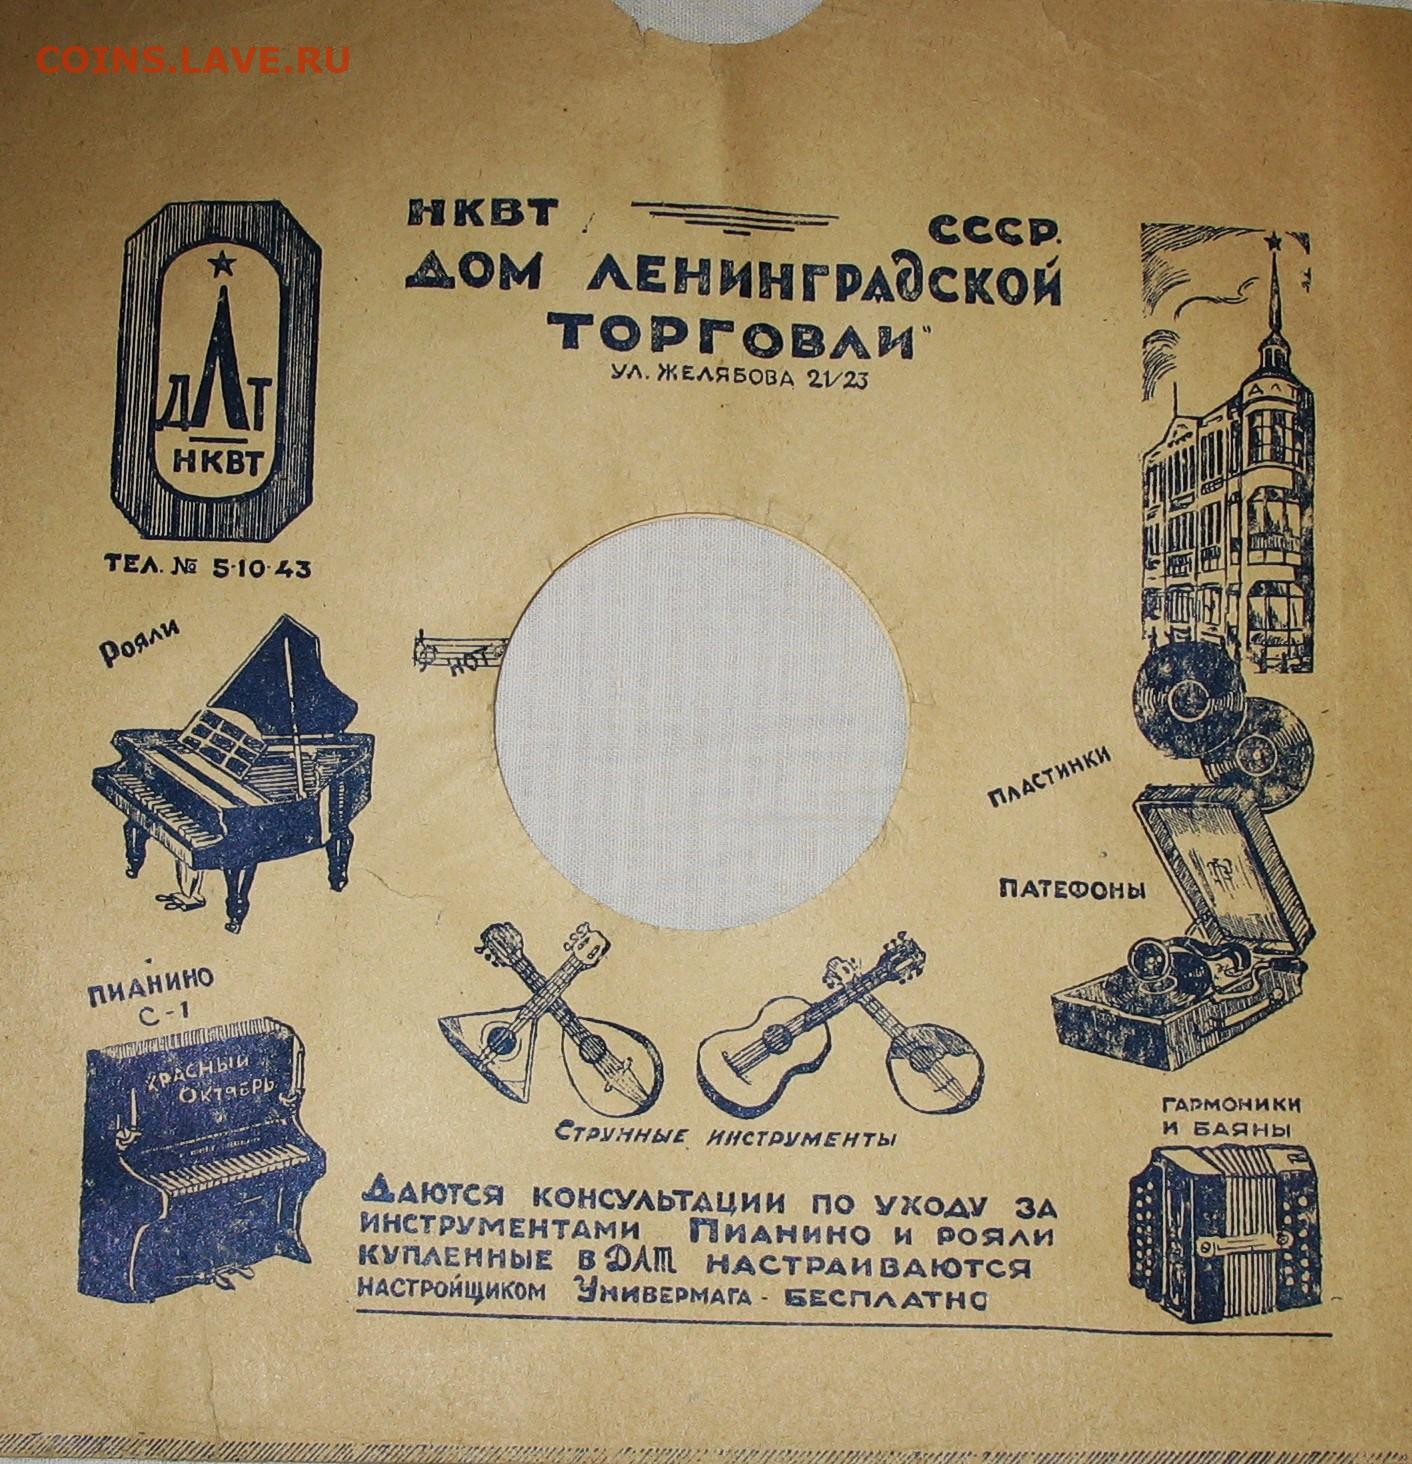 COINS.LAVE.RU
НКВТ СССР.
ДОМ ЛЕНИНГРАДСКОЙ
ТОРГОВЛИ"
УЛ. ЖЕЛЯБОВА 21/23
ДЛТ
НКВТ
ТЕЛ. № 5-10-43
ДЛТ
Рояли
НОТ
ПЛАСТИНКИ
ПАТЕФОНЫ
ПИАНИНО
С-1
КРАСНЫЙ
ОКТЯБРЬ
СТРУННЫЕ ИНСТРУМЕНТЫ
ГАРМОНИКИ
И БАЯНЫ
ДАЮТСЯ КОНСУЛЬТАЦИИ ПО УХОДУ ЗА
ИНСТРУМЕНТАМИ ПИАНИНО И РОЯЛИ
КУПЛЕННЫЕ В ДЛТ НАСТРАИВАЮТСЯ
НАСТРОЙЩИКОМ УНИВЕРМАГА - БЕСПЛАТНО